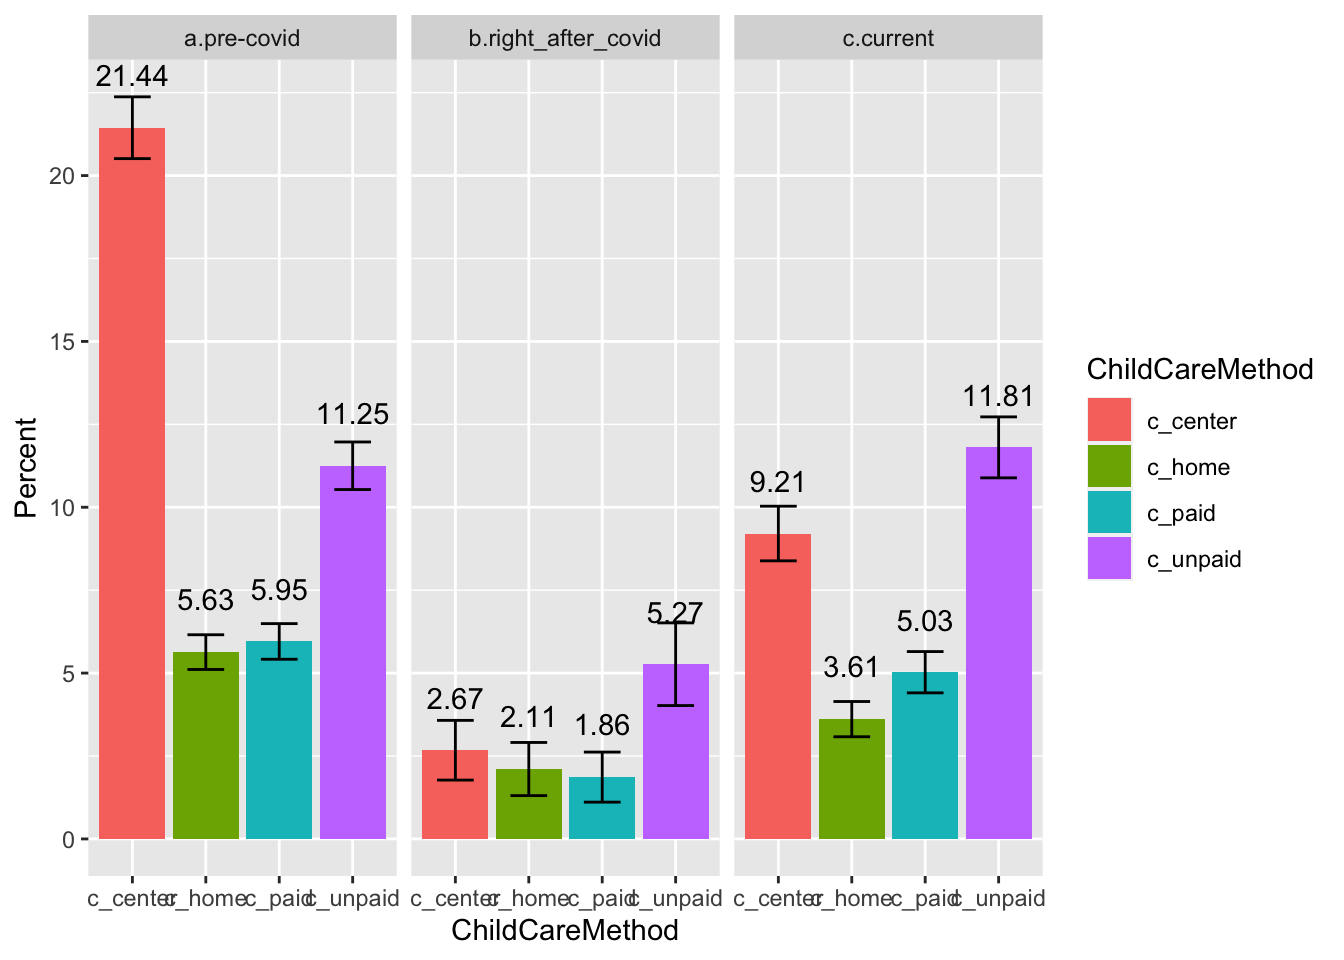 a.pre-covid
b.right_after_covid
c.current
21.44
11.25
5.63
5.95
5.27
2.67
2.11
1.86
11.81
9.21
5.03
3.61
20
15
10
5
0
Percent
c_center c_home c_paid c_unpaid
c_center c_home c_paid c_unpaid
c_center c_home c_paid c_unpaid
ChildCareMethod
ChildCareMethod
c_center
c_home
c_paid
c_unpaid